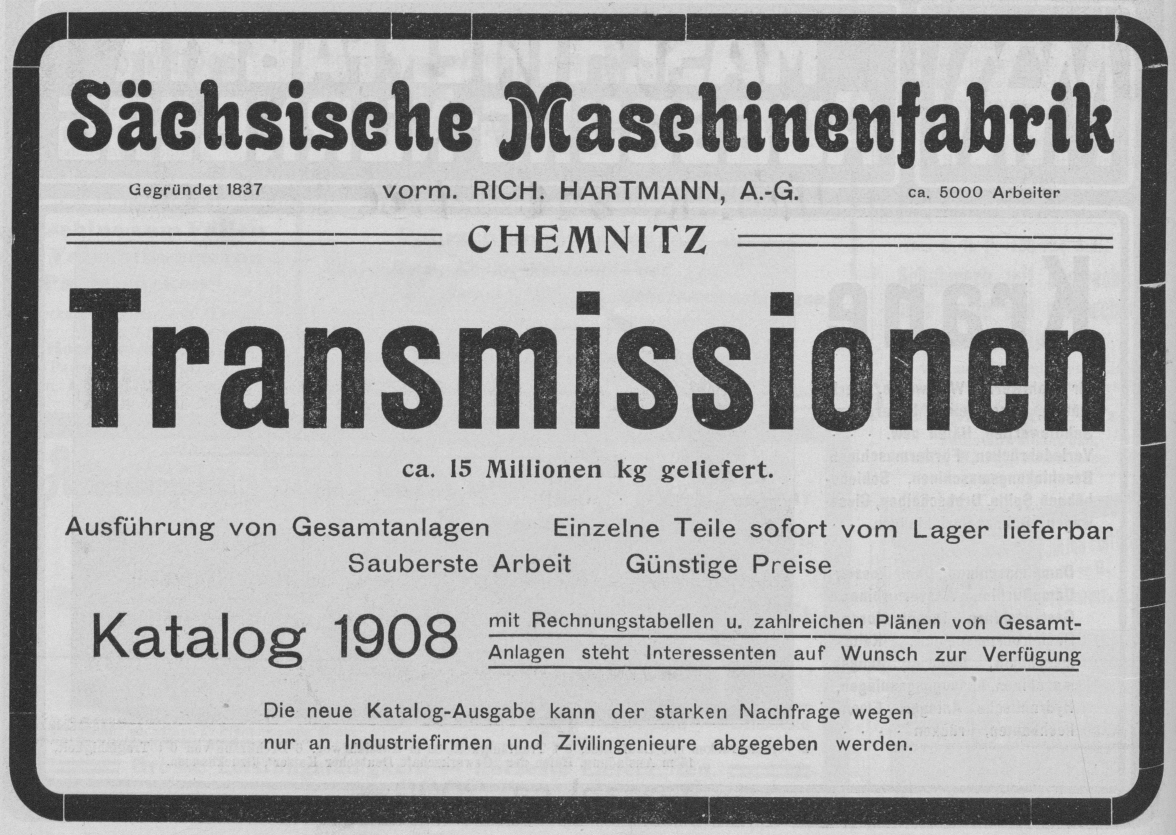 Sächsische Maschinenfabrik
Gegründet 1837 vorm. RICH. HARTMANN, A.-G. ca. 5000 Arbeiter
CHEMNITZ
Transmissionen
ca. 15 Millionen kg geliefert.
Ausführung von Gesamtanlagen Einzelne Teile sofort vom Lager lieferbar
Sauberste Arbeit Günstige Preise
Katalog 1908 mit Rechnungstabellen u. zahlreichen Plänen von Gesamt-
Anlagen steht Interessenten auf Wunsch zur Verfügung
Die neue Katalog-Ausgabe kann der starken Nachfrage wegen
nur an Industriefirmen und Zivilingenieure abgegeben werden.